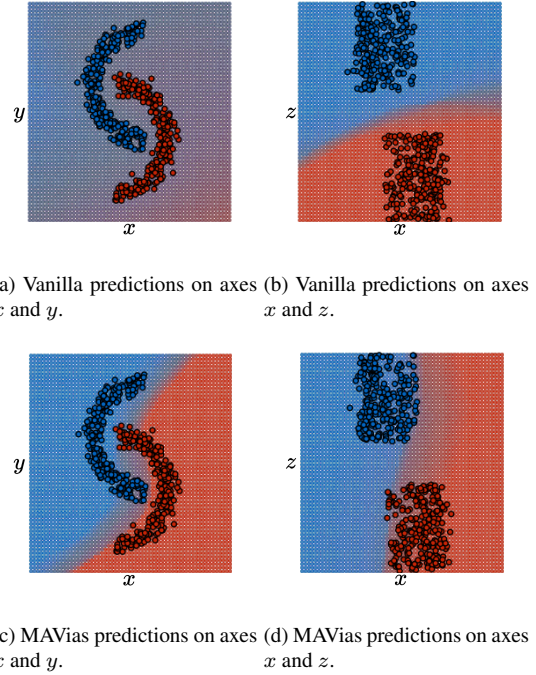 y
z
x
x
a) Vanilla predictions on axes
and y.
(b) Vanilla predictions on axes
x and z.
y
z
x
x
c) MAVias predictions on axes
and y.
(d) MAVias predictions on axes
x and z.